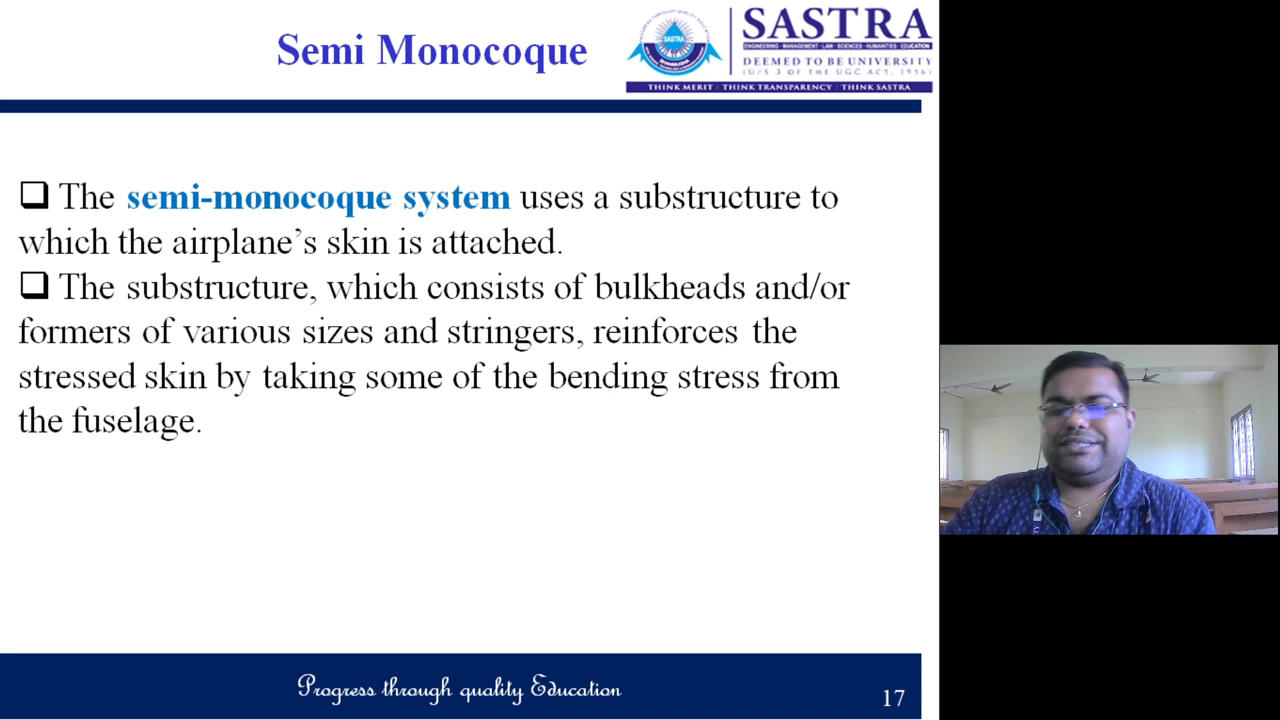 Semi Monocoque
SASTRA
SASTRA
ENGINEERING · MANAGEMENT · LAW · SCIENCES · HUMANITIES · EDUCATION
DEEMED TO BE UNIVERSITY
(U/S 3 OF THE UGC ACT, 1956)
THINK MERIT | THINK TRANSPARENCY | THINK SASTRA
❑ The semi-monocoque system uses a substructure to
which the airplane’s skin is attached.
❑ The substructure, which consists of bulkheads and/or
formers of various sizes and stringers, reinforces the
stressed skin by taking some of the bending stress from
the fuselage.
Progress through quality Education
17